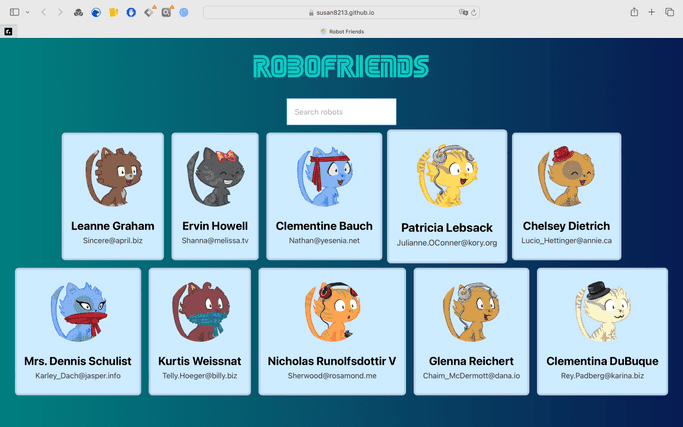 susan8213.github.io
Robot Friends
ROBOFRIENDS
Search robots
Leanne Graham
Sincere@april.biz
Ervin Howell
Shanna@melissa.tv
Clementine Bauch
Nathan@yesenia.net
Patricia Lebsack
Julianne.OConner@kory.org
Chelsey Dietrich
Lucio_Hettinger@annie.ca
Mrs. Dennis Schulist
Karley_Dach@jasper.info
Kurtis Weissnat
Telly.Hoeger@billy.biz
Nicholas Runolfsdottir V
Sherwood@rosamond.me
Glenna Reichert
Chaim_McDermott@dana.io
Clementina DuBuque
Rey.Padberg@karina.biz